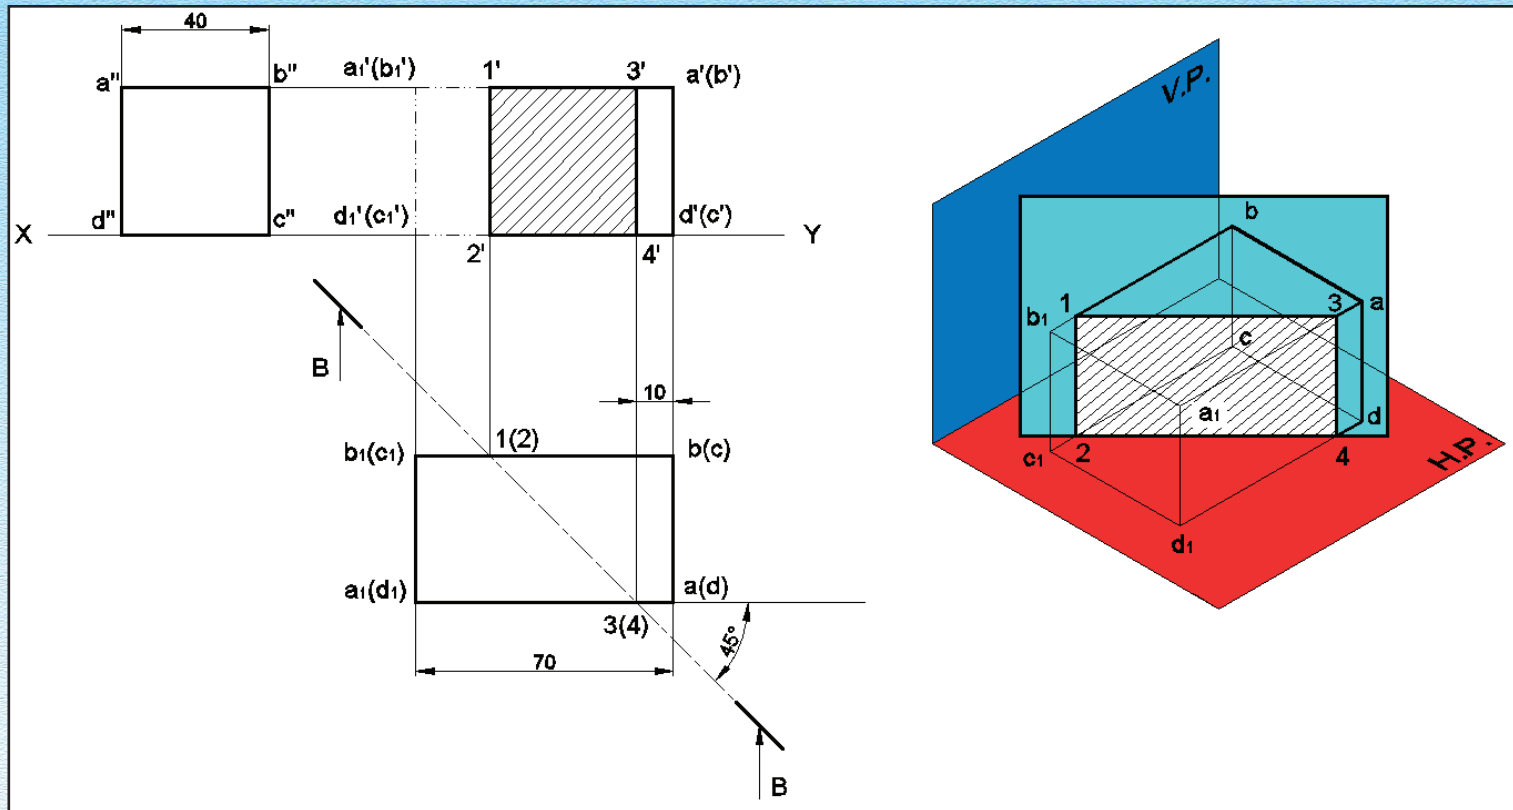 40
a" b" a₁'(b₁') 1' 3' a'(b')
d" c" d₁'(c₁') d'(c')
X Y
2' 4'
B
10
1(2)
b₁(c₁) b(c)
a₁(d₁) a(d)
3(4)
45°
70
B
V.P.
b
1 3 a
b₁
c
a₁ d
c₁ 2 4 H.P.
d₁